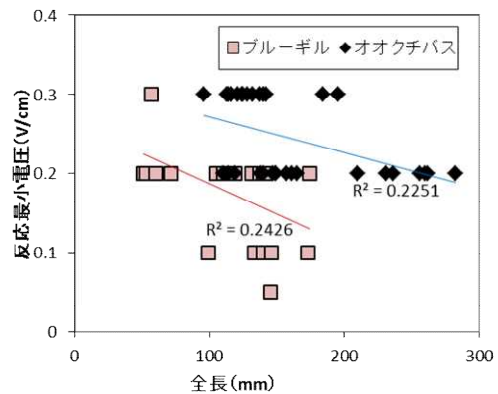 0.4
ブルーギル オオクチバス
0.3
0.2
R² = 0.2251
R² = 0.2426
0.1
0
0 100 200 300
反応最小電圧(V/cm)
全長(mm)